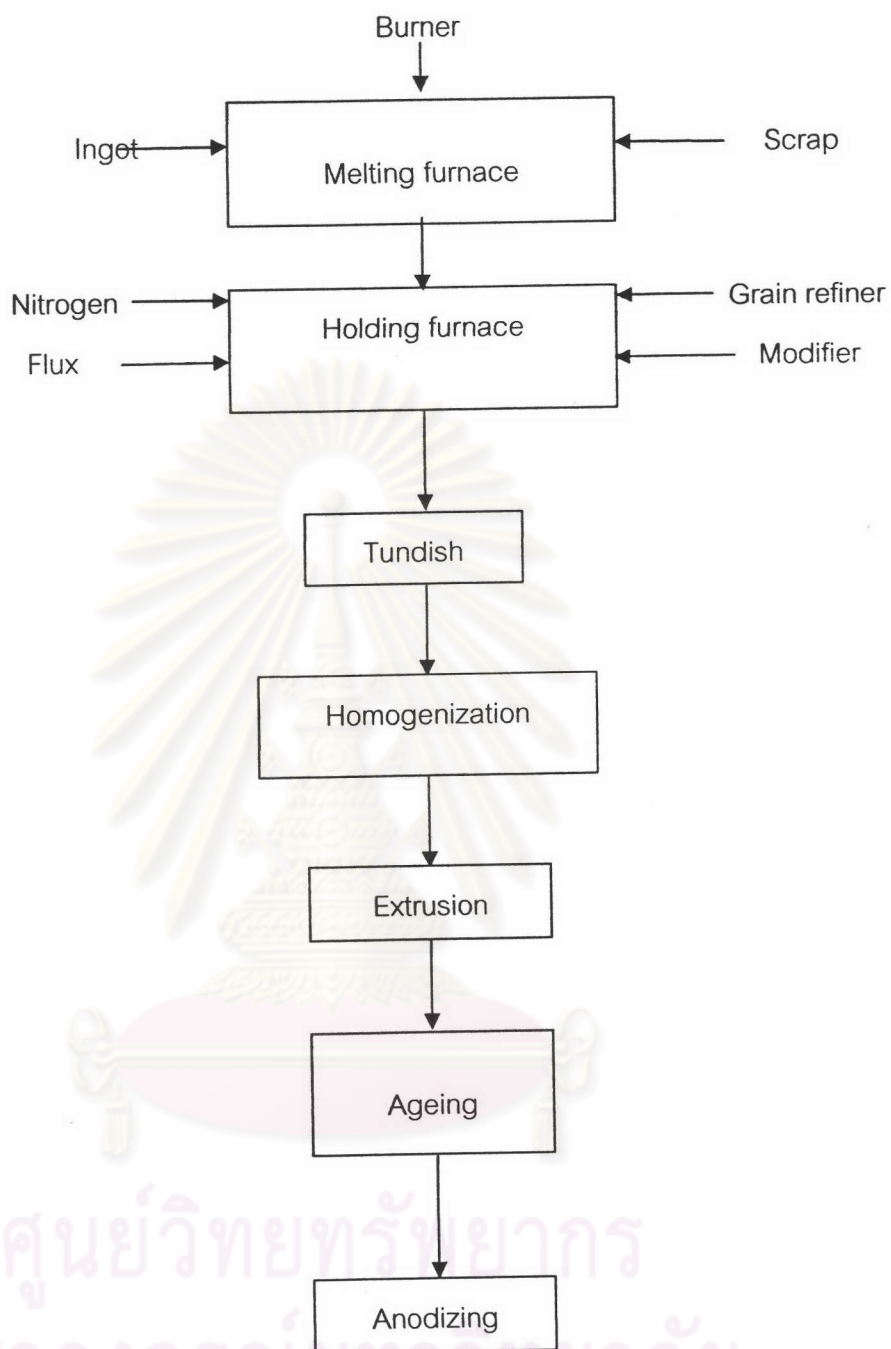 Burner
Ingot
Scrap
Melting furnace
Nitrogen
Grain refiner
Holding furnace
Flux
Modifier
Tundish
Homogenization
Extrusion
Ageing
ศูนย์วิทยทรัพยากร
Anodizing